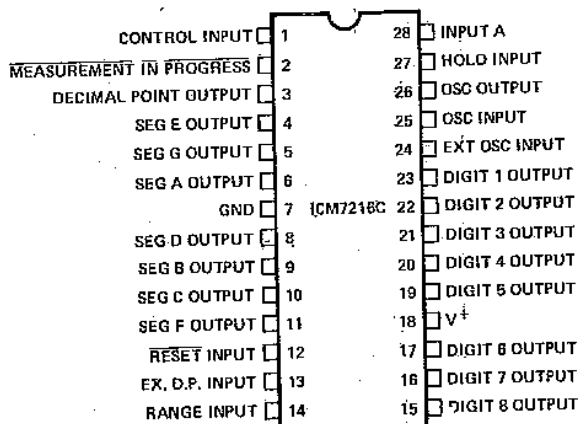 CONTROL INPUT 1 28 INPUT A
MEASUREMENT IN PROGRESS 2 27 HOLD INPUT
DECIMAL POINT OUTPUT 3 26 OSC OUTPUT
SEG E OUTPUT 4 25 OSC INPUT
SEG G OUTPUT 5 24 EXT OSC INPUT
SEG A OUTPUT 6 23 DIGIT 1 OUTPUT
GND 7 ICM7216C 22 DIGIT 2 OUTPUT
SEG D OUTPUT 8 21 DIGIT 3 OUTPUT
SEG B OUTPUT 9 20 DIGIT 4 OUTPUT
SEG C OUTPUT 10 19 DIGIT 5 OUTPUT
SEG F OUTPUT 11 18 V+
RESET INPUT 12 17 DIGIT 6 OUTPUT
EX. D.P. INPUT 13 16 DIGIT 7 OUTPUT
RANGE INPUT 14 15 DIGIT 8 OUTPUT